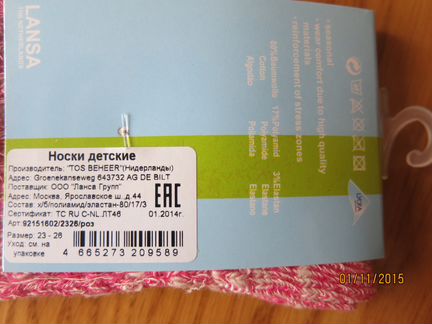 LANSA
THE NETHERLANDS
- seasonal
- wear comfort due to high-quality
materials
- reinforcement of stress zones
80%Baumwolle 17%Polyamid 3%Elastan
Cotton Polyamide Elastane
Algodão Poliamida Elastano
Носки детские
Производитель: "TOS BEHEER"(Нидерланды)
Адрес: Groenekanseweg 643732 AG DE BILT
Поставщик: ООО "Ланса Групп"
Адрес: Москва, Ярославское ш.,д.44
Состав: х/б/полиамид/эластан-80/17/3
Сертификат: ТС RU C-NL.ЛТ46 01.2014г.
Арт:92151602/2326/роз
Размер: 23 - 26
Уход: см. на
упаковке
EAC
4 665273 209589
01/11/2015